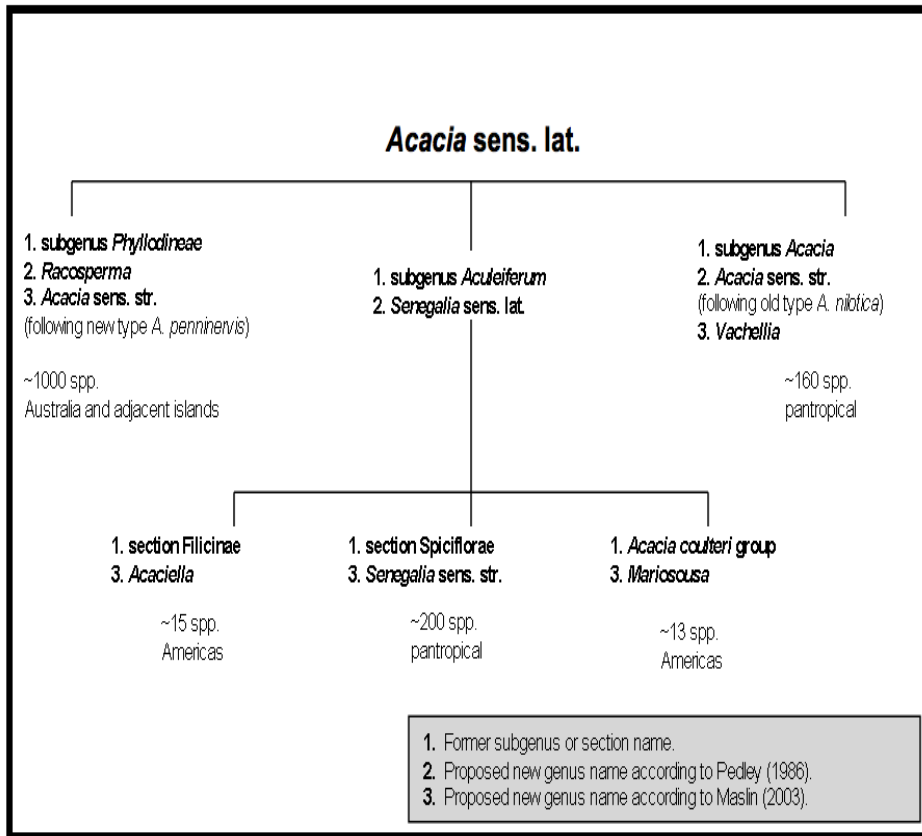 Acacia sens. lat.
1. subgenus Phyllodineae
2. Racosperma
3. Acacia sens. str.
(following new type A. penninervis)
~1000 spp.
Australia and adjacent islands
1. subgenus Aculeiferum
2. Senegalia sens. lat.
1. subgenus Acacia
2. Acacia sens. str.
(following old type A. nilotica)
3. Vachellia
~160 spp.
pantropical
1. section Filicinae
3. Acaciella
~15 spp.
Americas
1. section Spiciflorae
3. Senegalia sens. str.
~200 spp.
pantropical
1. Acacia coulteri group
3. Mariosousa
~13 spp.
Americas
1. Former subgenus or section name.
2. Proposed new genus name according to Pedley (1986).
3. Proposed new genus name according to Maslin (2003).